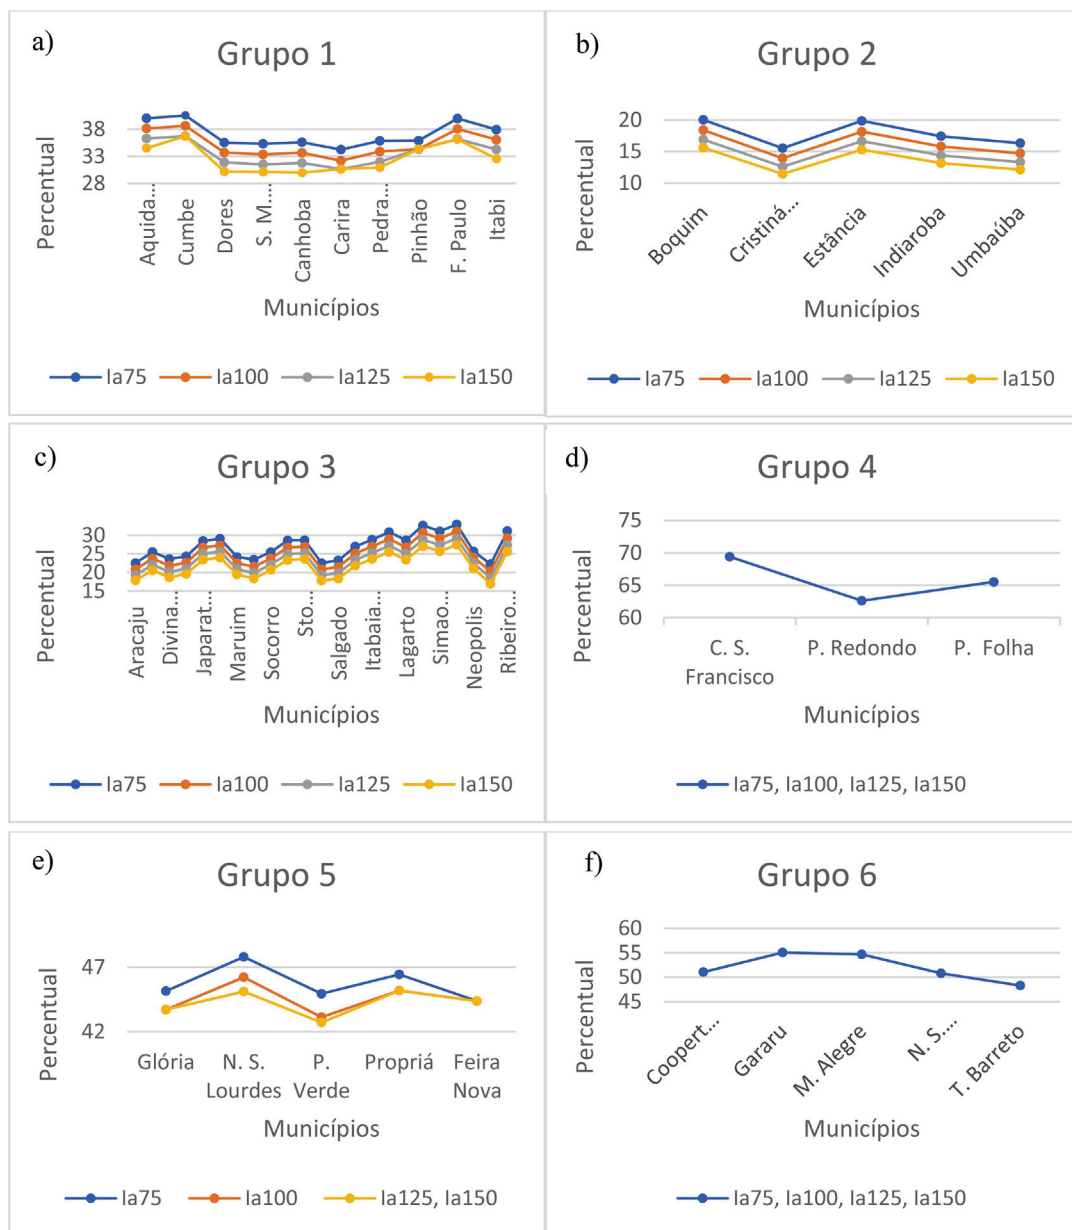 a)
Grupo 1
Percentual
38
33
28
Aquida...
Cumbe
Dores
S. M....
Canhoba
Carira
Pedra...
Pinhão
F. Paulo
Itabi
Municípios
Ia75 Ia100 Ia125 Ia150
b)
Grupo 2
Percentual
20
15
10
Boquim
Cristiná...
Estância
Indiaroba
Umbaúba
Municípios
Ia75 Ia100 Ia125 Ia150
c)
Grupo 3
Percentual
30
25
20
15
Aracaju
Divina...
Japarat...
Maruim
Socorro
Sto...
Salgado
Itabaia...
Lagarto
Simao...
Neopolis
Ribeiro...
Municípios
Ia75 Ia100 Ia125 Ia150
d)
Grupo 4
Percentual
75
70
65
60
C. S.
Francisco
P. Redondo
P. Folha
Municípios
Ia75, Ia100, Ia125, Ia150
e)
Grupo 5
Percentual
47
42
Glória
N. S.
Lourdes
P.
Verde
Propriá
Feira
Nova
Municípios
Ia75 Ia100 Ia125, Ia150
f)
Grupo 6
Percentual
60
55
50
45
Coopert...
Gararu
M. Alegre
N. S....
T. Barreto
Municípios
Ia75, Ia100, Ia125, Ia150